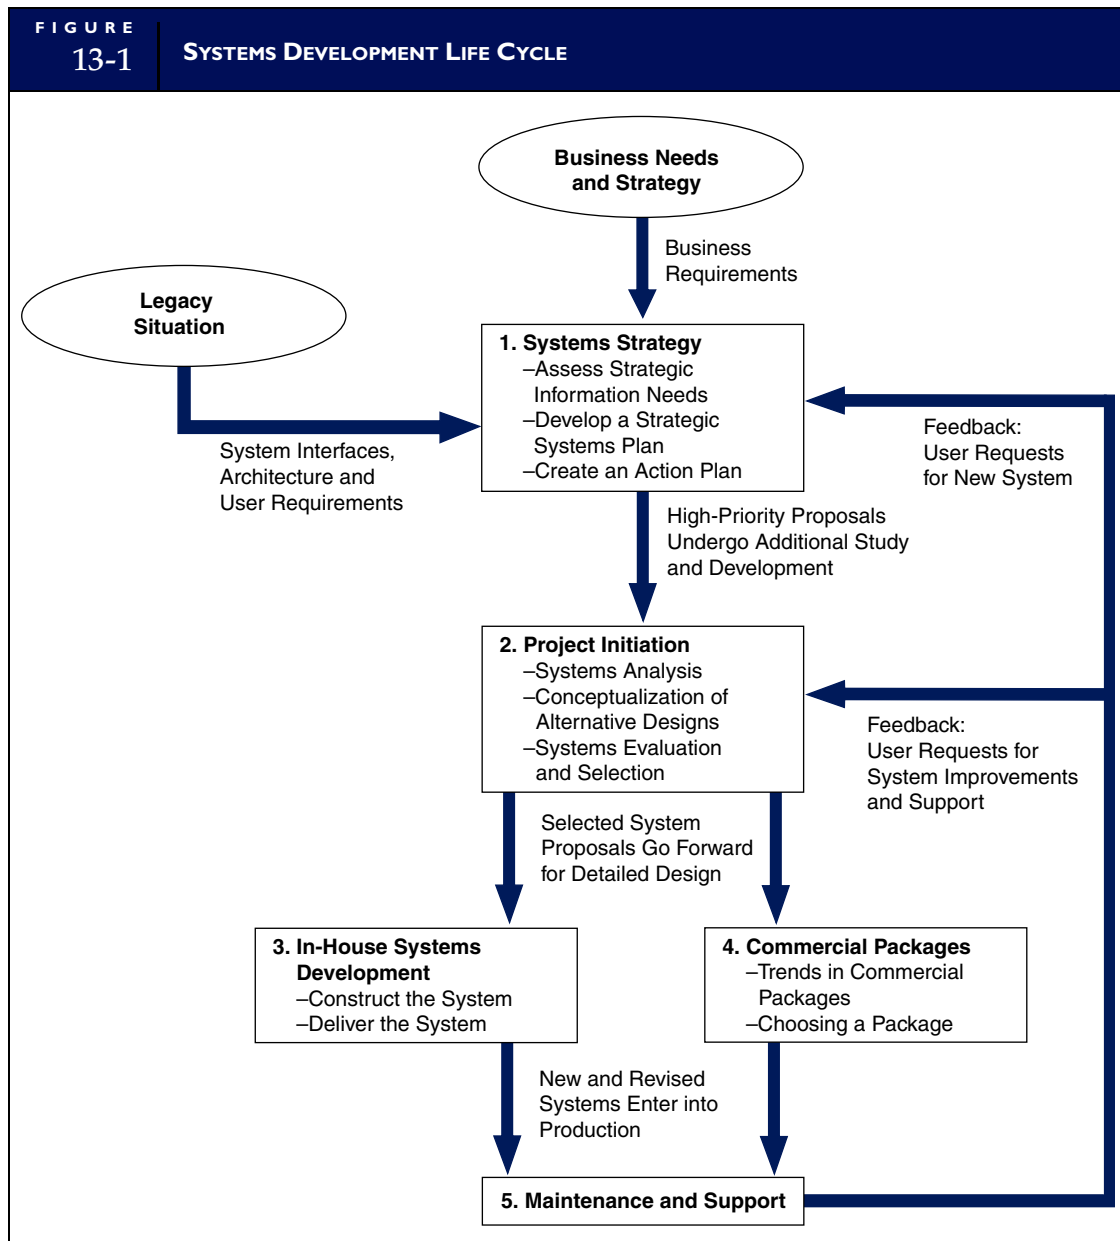 FIGURE
13-1
SYSTEMS DEVELOPMENT LIFE CYCLE
Business Needs
and Strategy
Business
Requirements
Legacy
Situation
System Interfaces,
Architecture and
User Requirements
1. Systems Strategy
–Assess Strategic
Information Needs
–Develop a Strategic
Systems Plan
–Create an Action Plan
Feedback:
User Requests
for New System
High-Priority Proposals
Undergo Additional Study
and Development
2. Project Initiation
–Systems Analysis
–Conceptualization of
Alternative Designs
–Systems Evaluation
and Selection
Feedback:
User Requests for
System Improvements
and Support
Selected System
Proposals Go Forward
for Detailed Design
3. In-House Systems
Development
–Construct the System
–Deliver the System
4. Commercial Packages
–Trends in Commercial
Packages
–Choosing a Package
New and Revised
Systems Enter into
Production
5. Maintenance and Support